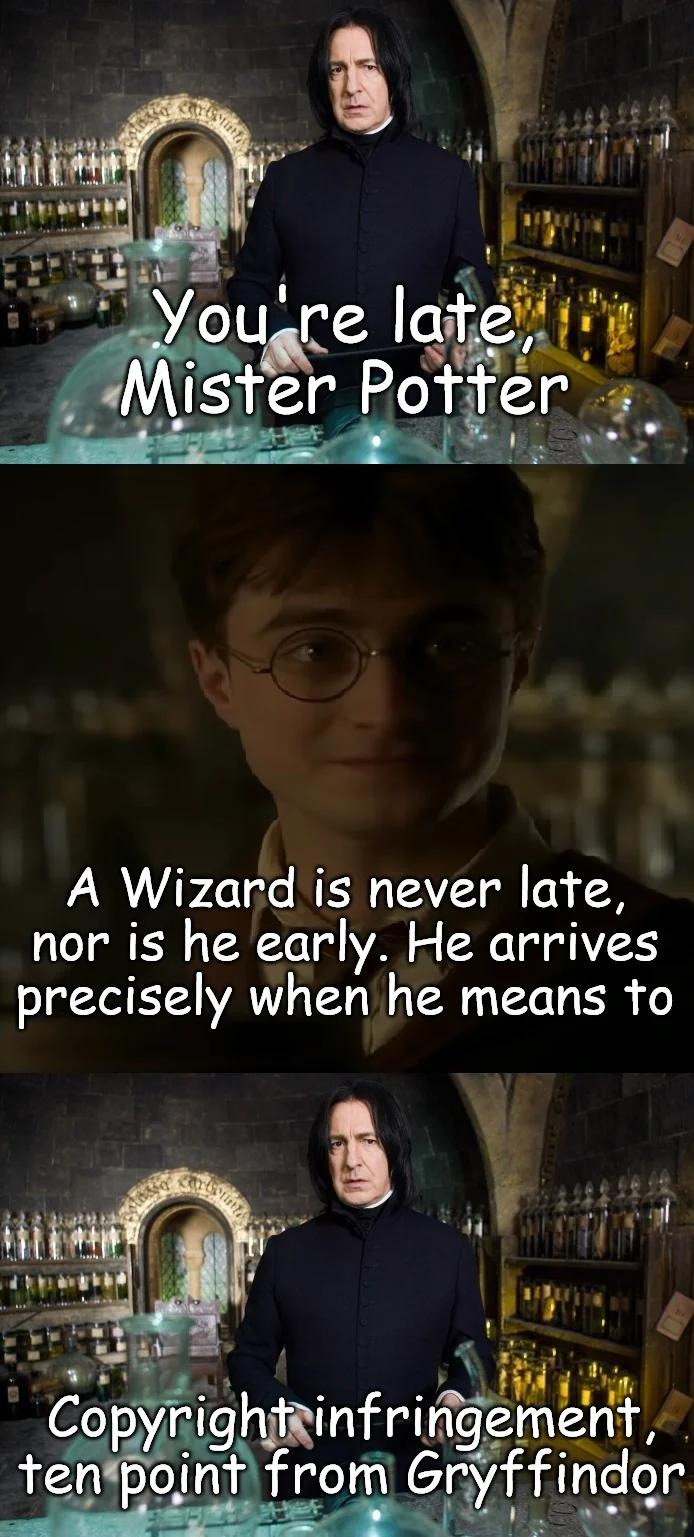 You're late,
Mister Potter
A Wizard is never late,
nor is he early. He arrives
precisely when he means to
Copyright infringement,
ten point from Gryffindor